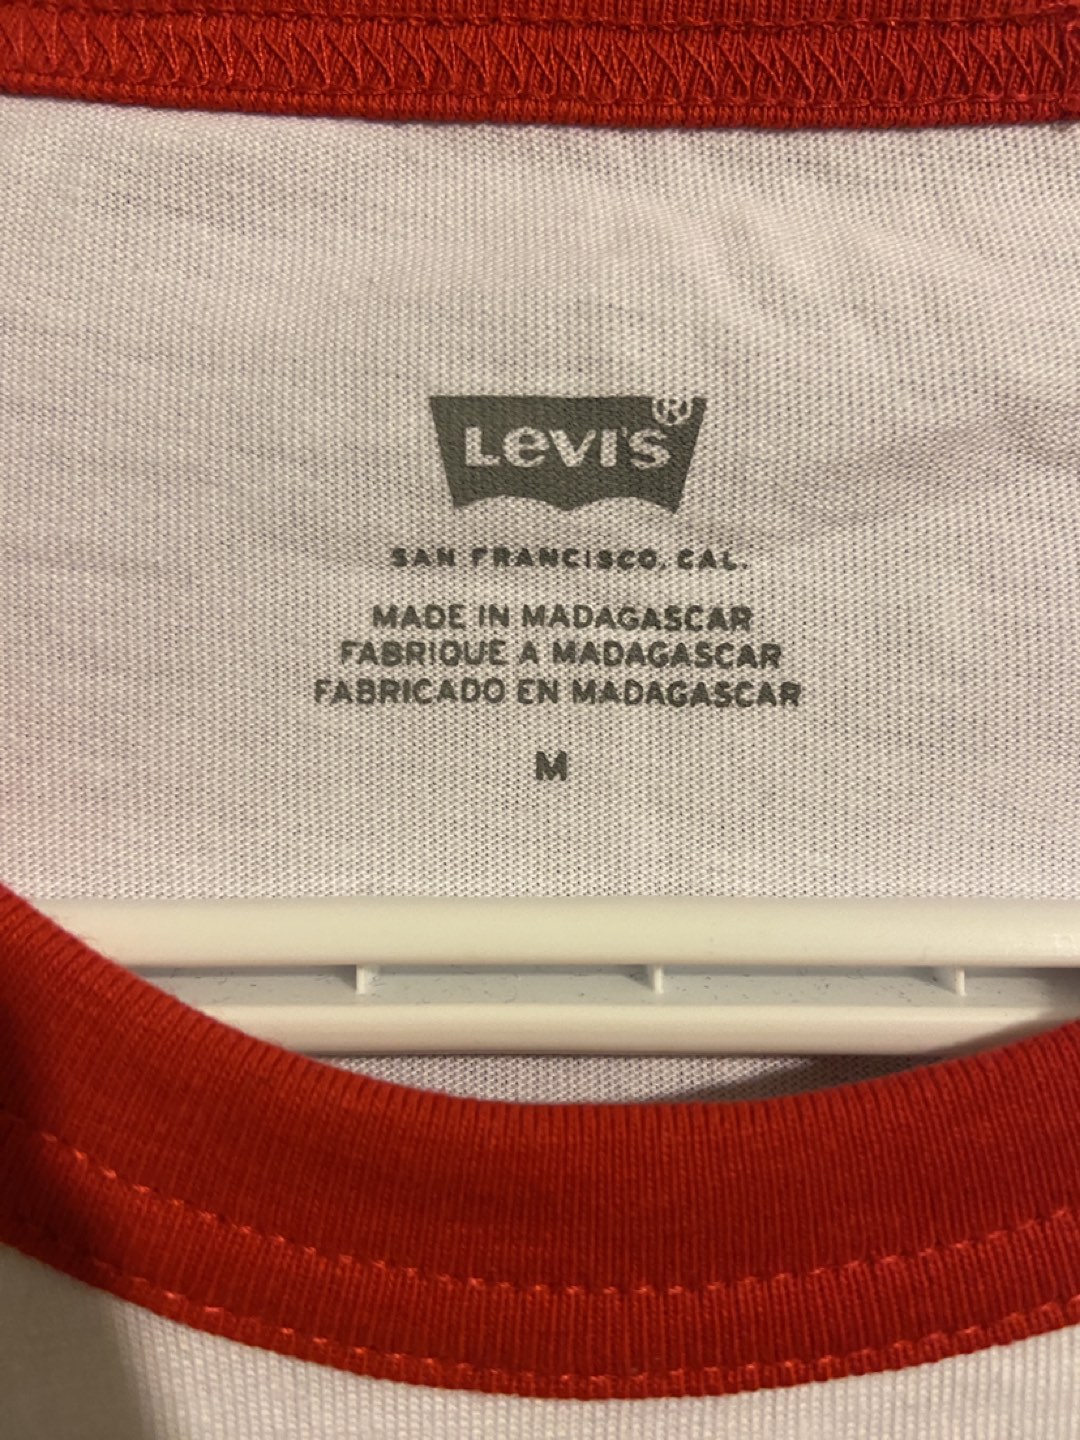 Levi's®
SAN FRANCISCO, CAL.
MADE IN MADAGASCAR
FABRIQUE A MADAGASCAR
FABRICADO EN MADAGASCAR
M